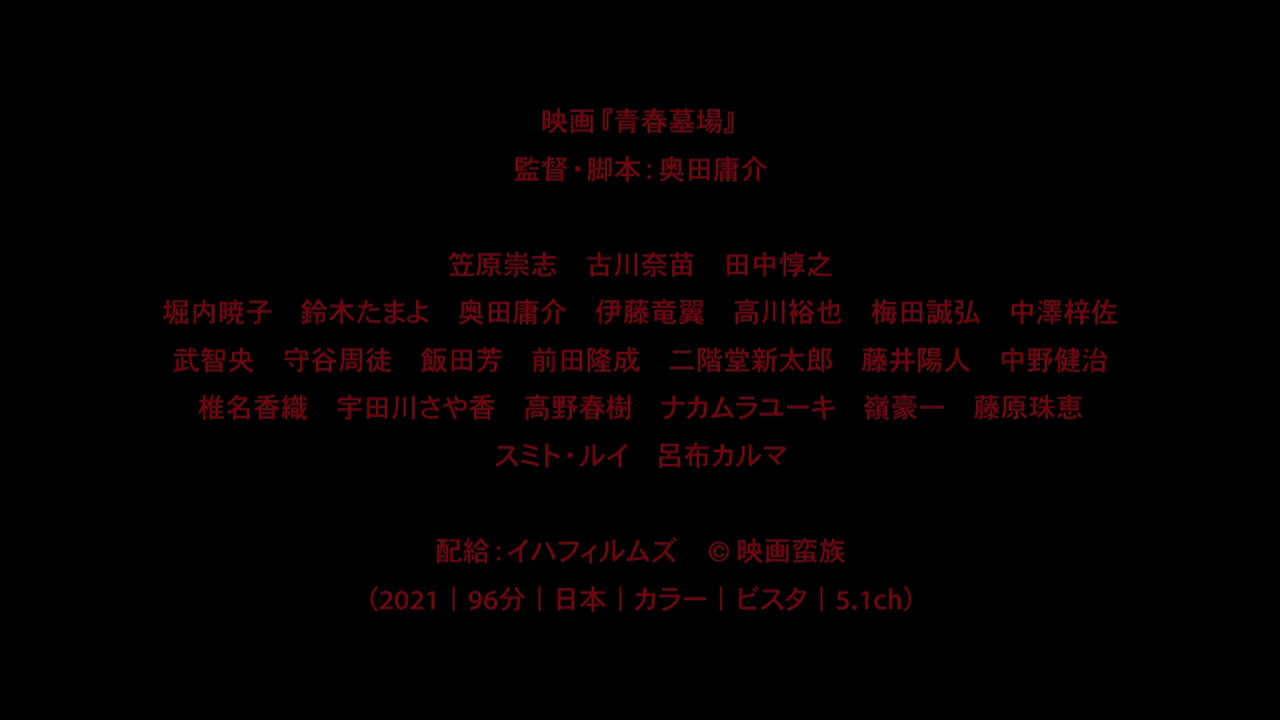 映画『青春墓場』
監督・脚本：奥田庸介
笠原崇志　古川奈苗　田中惇之
堀内暁子　鈴木たまよ　奥田庸介　伊藤竜翼　高川裕也　梅田誠弘　中澤梓佐
武智央　守谷周徒　飯田芳　前田隆成　二階堂新太郎　藤井陽人　中野健治
椎名香織　宇田川さや香　高野春樹　ナカムラユーキ　嶺豪一　藤原珠恵
スミト・ルイ　呂布カルマ
配給：イハフィルムズ　© 映画蛮族
（2021｜96分｜日本｜カラー｜ビスタ｜5.1ch）